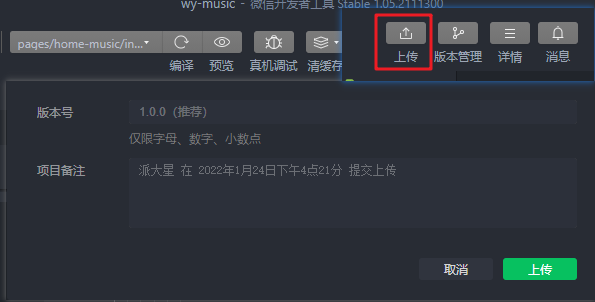 wy-music - 微信开发者工具 Stable 1.05.2111300
pages/home-music/in...
编译 预览 真机调试 清缓存
上传 版本管理 详情 消息
版本号 1.0.0（推荐）
仅限字母、数字、小数点
项目备注 派大星 在 2022年1月24日下午4点21分 提交上传
取消 上传